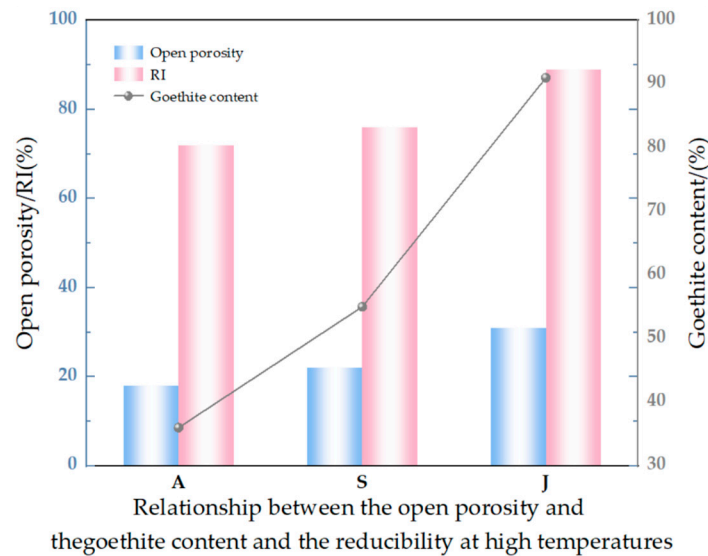 100
80
60
40
20
0
Open porosity/RI(%)
Open porosity
RI
Goethite content
100
90
80
70
60
50
40
30
Goethite content/(%)
A S J
Relationship between the open porosity and
thegoethite content and the reducibility at high temperatures